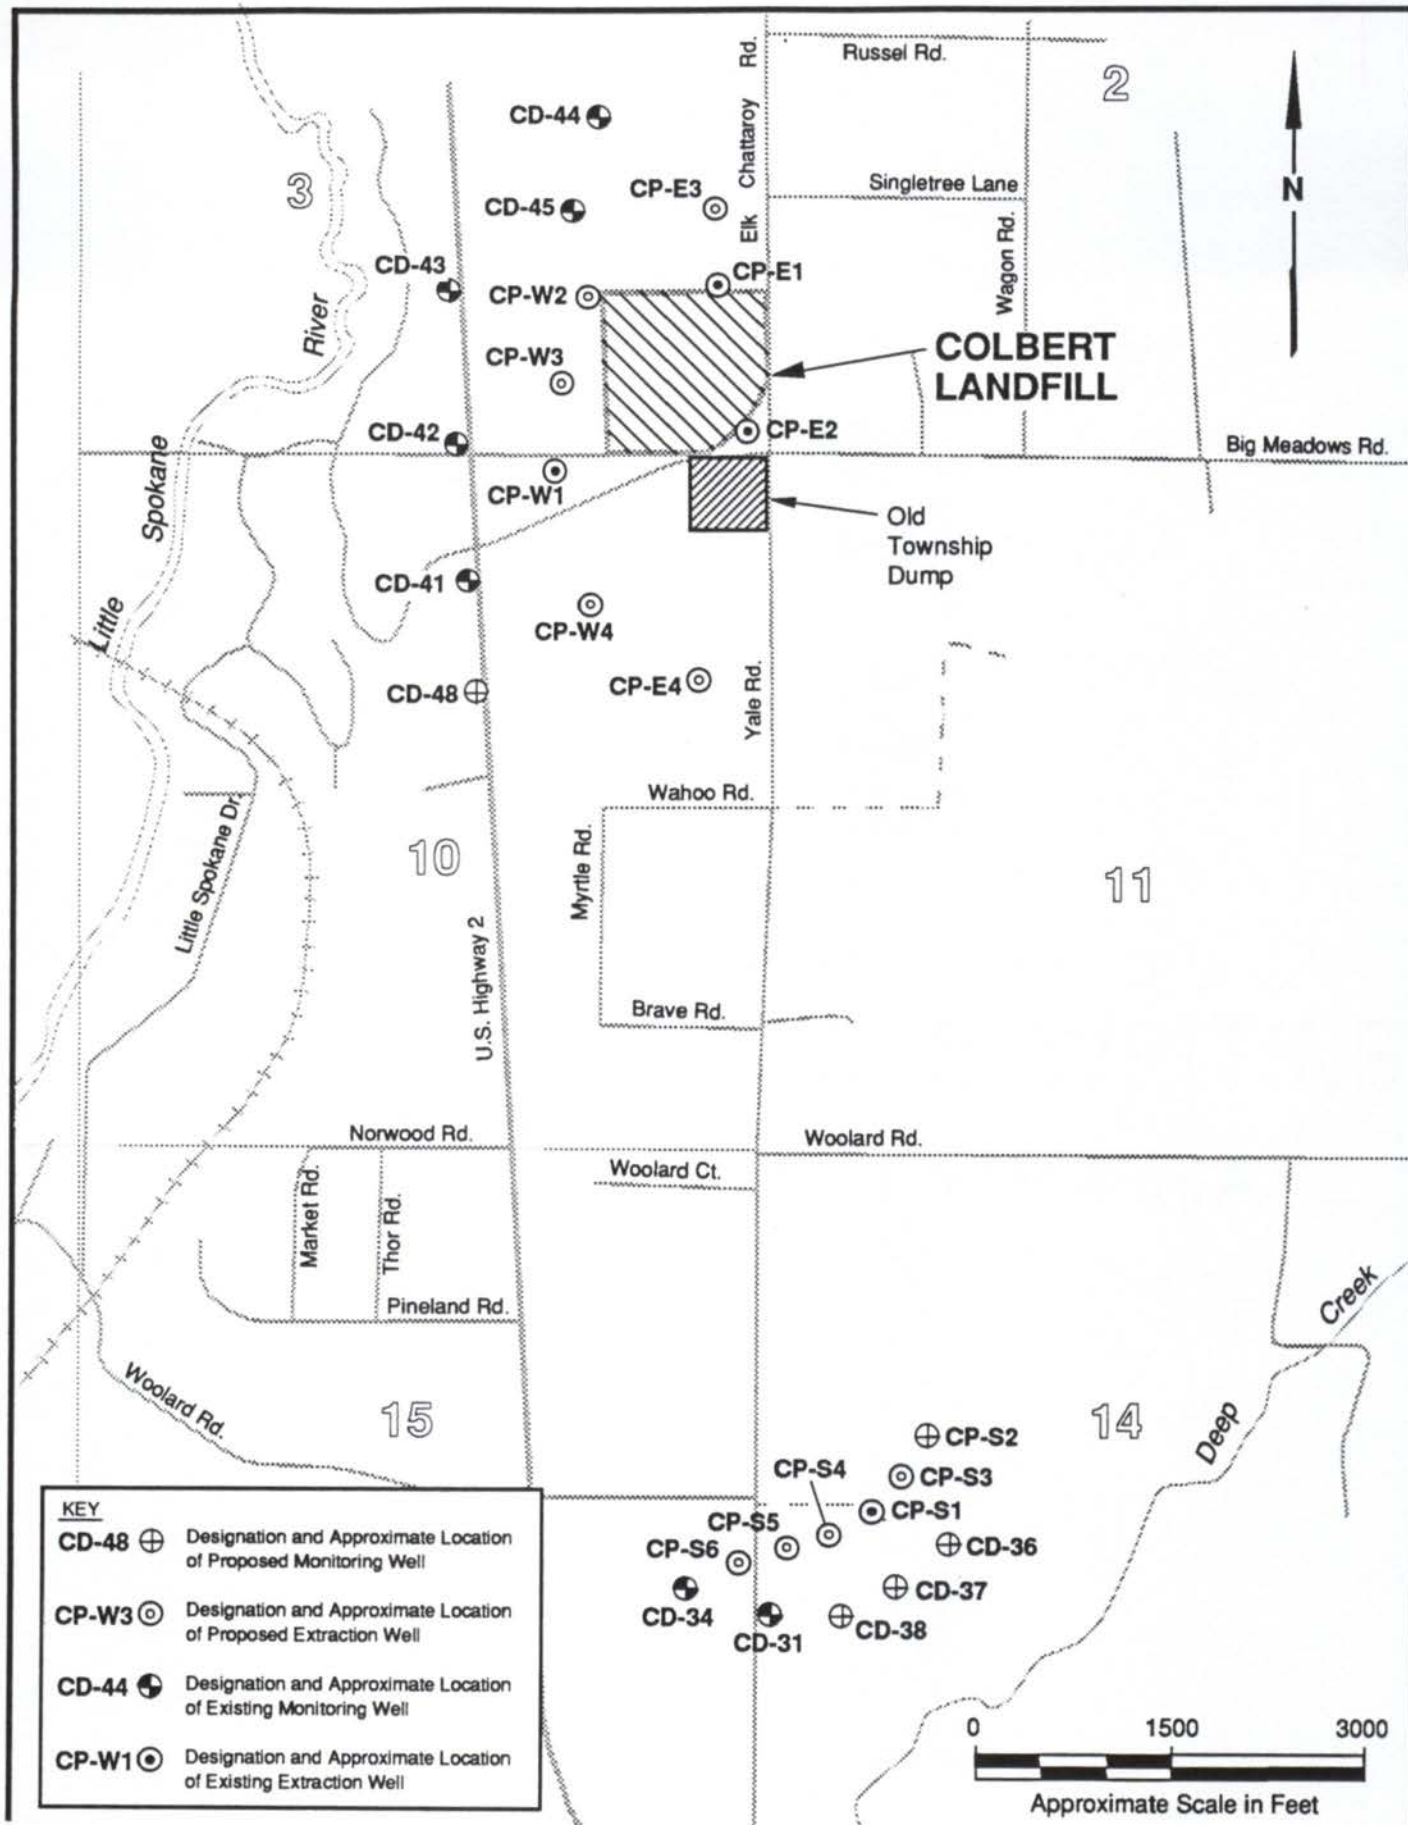 Russel Rd.
2
Elk Chattaroy Rd.
CD-44
3
CP-E3
Singletree Lane
N
CD-45
Wagon Rd.
CD-43
CP-E1
CP-W2
River
COLBERT
LANDFILL
CP-W3
CD-42
CP-E2
Big Meadows Rd.
CP-W1
Spokane
Old
Township
Dump
CD-41
Little
CP-W4
CD-48
CP-E4
Yale Rd.
Wahoo Rd.
Little Spokane Dr.
10
Myrtle Rd.
11
U.S. Highway 2
Brave Rd.
Norwood Rd.
Woolard Rd.
Woolard Ct.
Market Rd.
Thor Rd.
Pineland Rd.
Creek
Woolard Rd.
15
14
Deep
CP-S2
CP-S4
CP-S3
CP-S1
CP-S5
CP-S6
CD-36
CD-37
CD-34
CD-31
CD-38
KEY
CD-48 Designation and Approximate Location
of Proposed Monitoring Well
CP-W3 Designation and Approximate Location
of Proposed Extraction Well
CD-44 Designation and Approximate Location
of Existing Monitoring Well
CP-W1 Designation and Approximate Location
of Existing Extraction Well
0 1500 3000
Approximate Scale in Feet